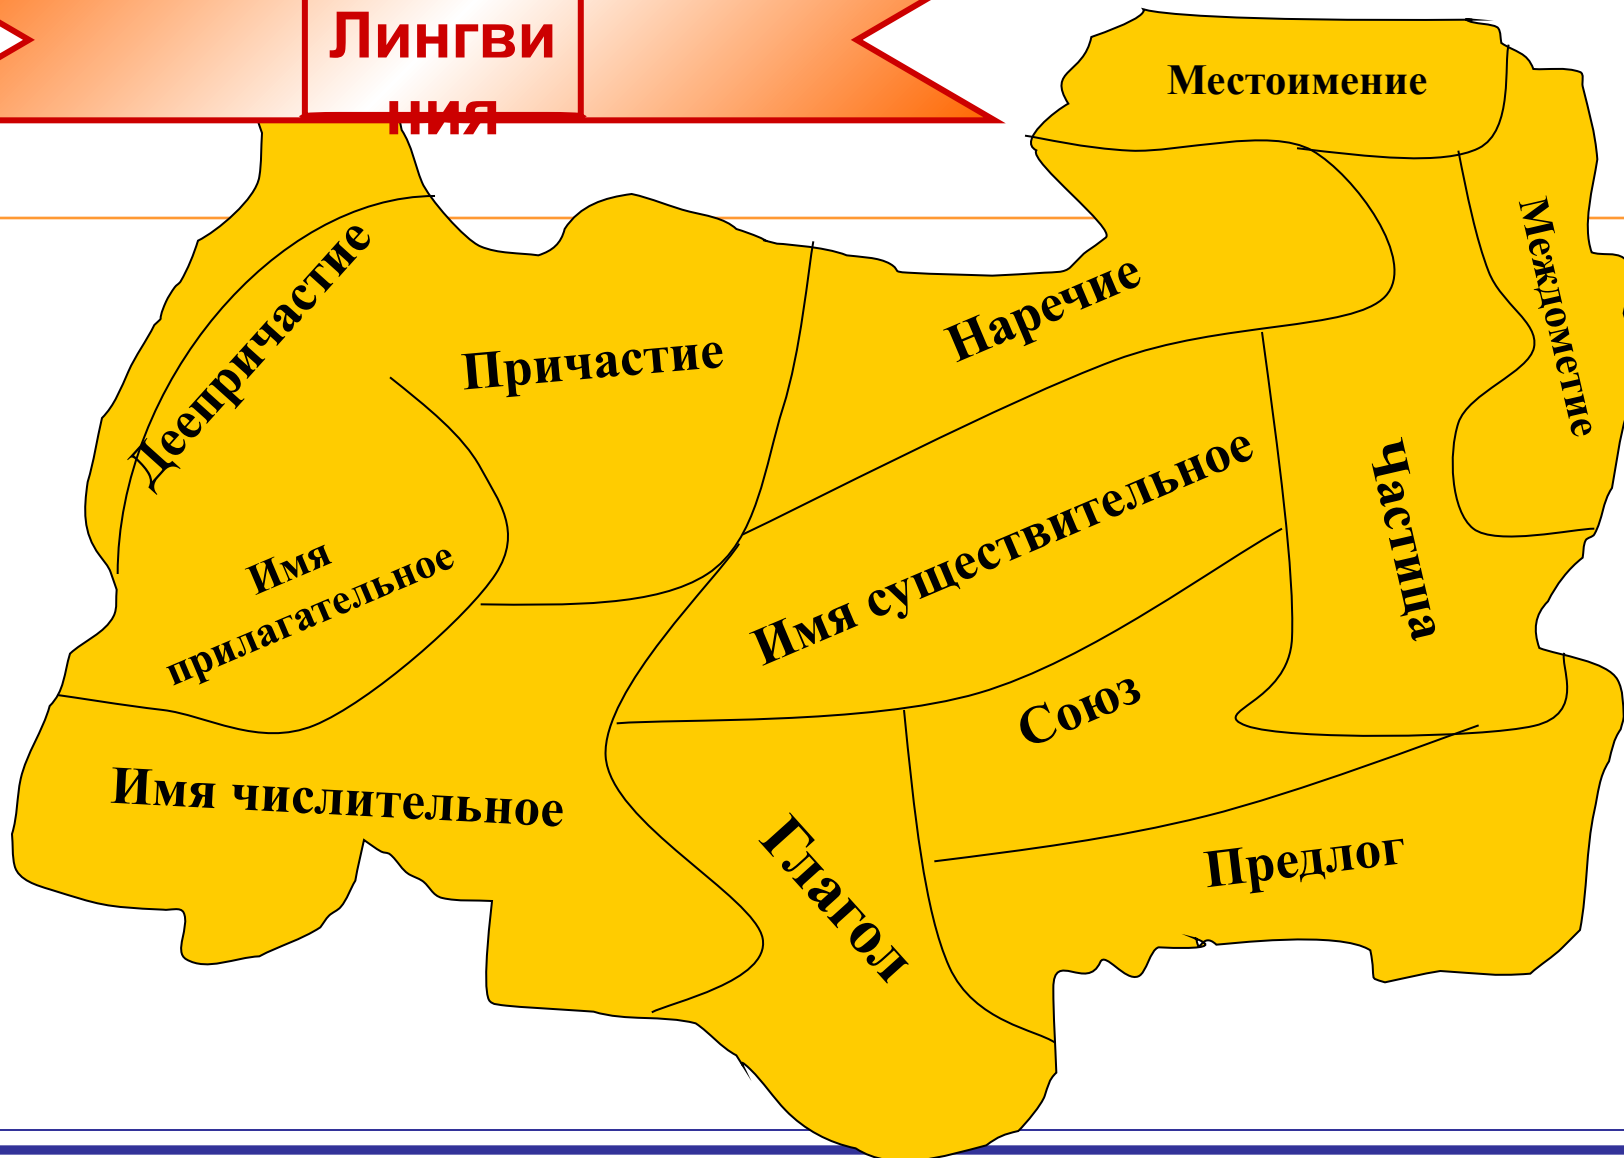 Лингви
ния
Местоимение
Междометие
Деепричастие
Причастие
Наречие
Имя существительное
Частица
Имя
прилагательное
Союз
Имя числительное
Глагол
Предлог